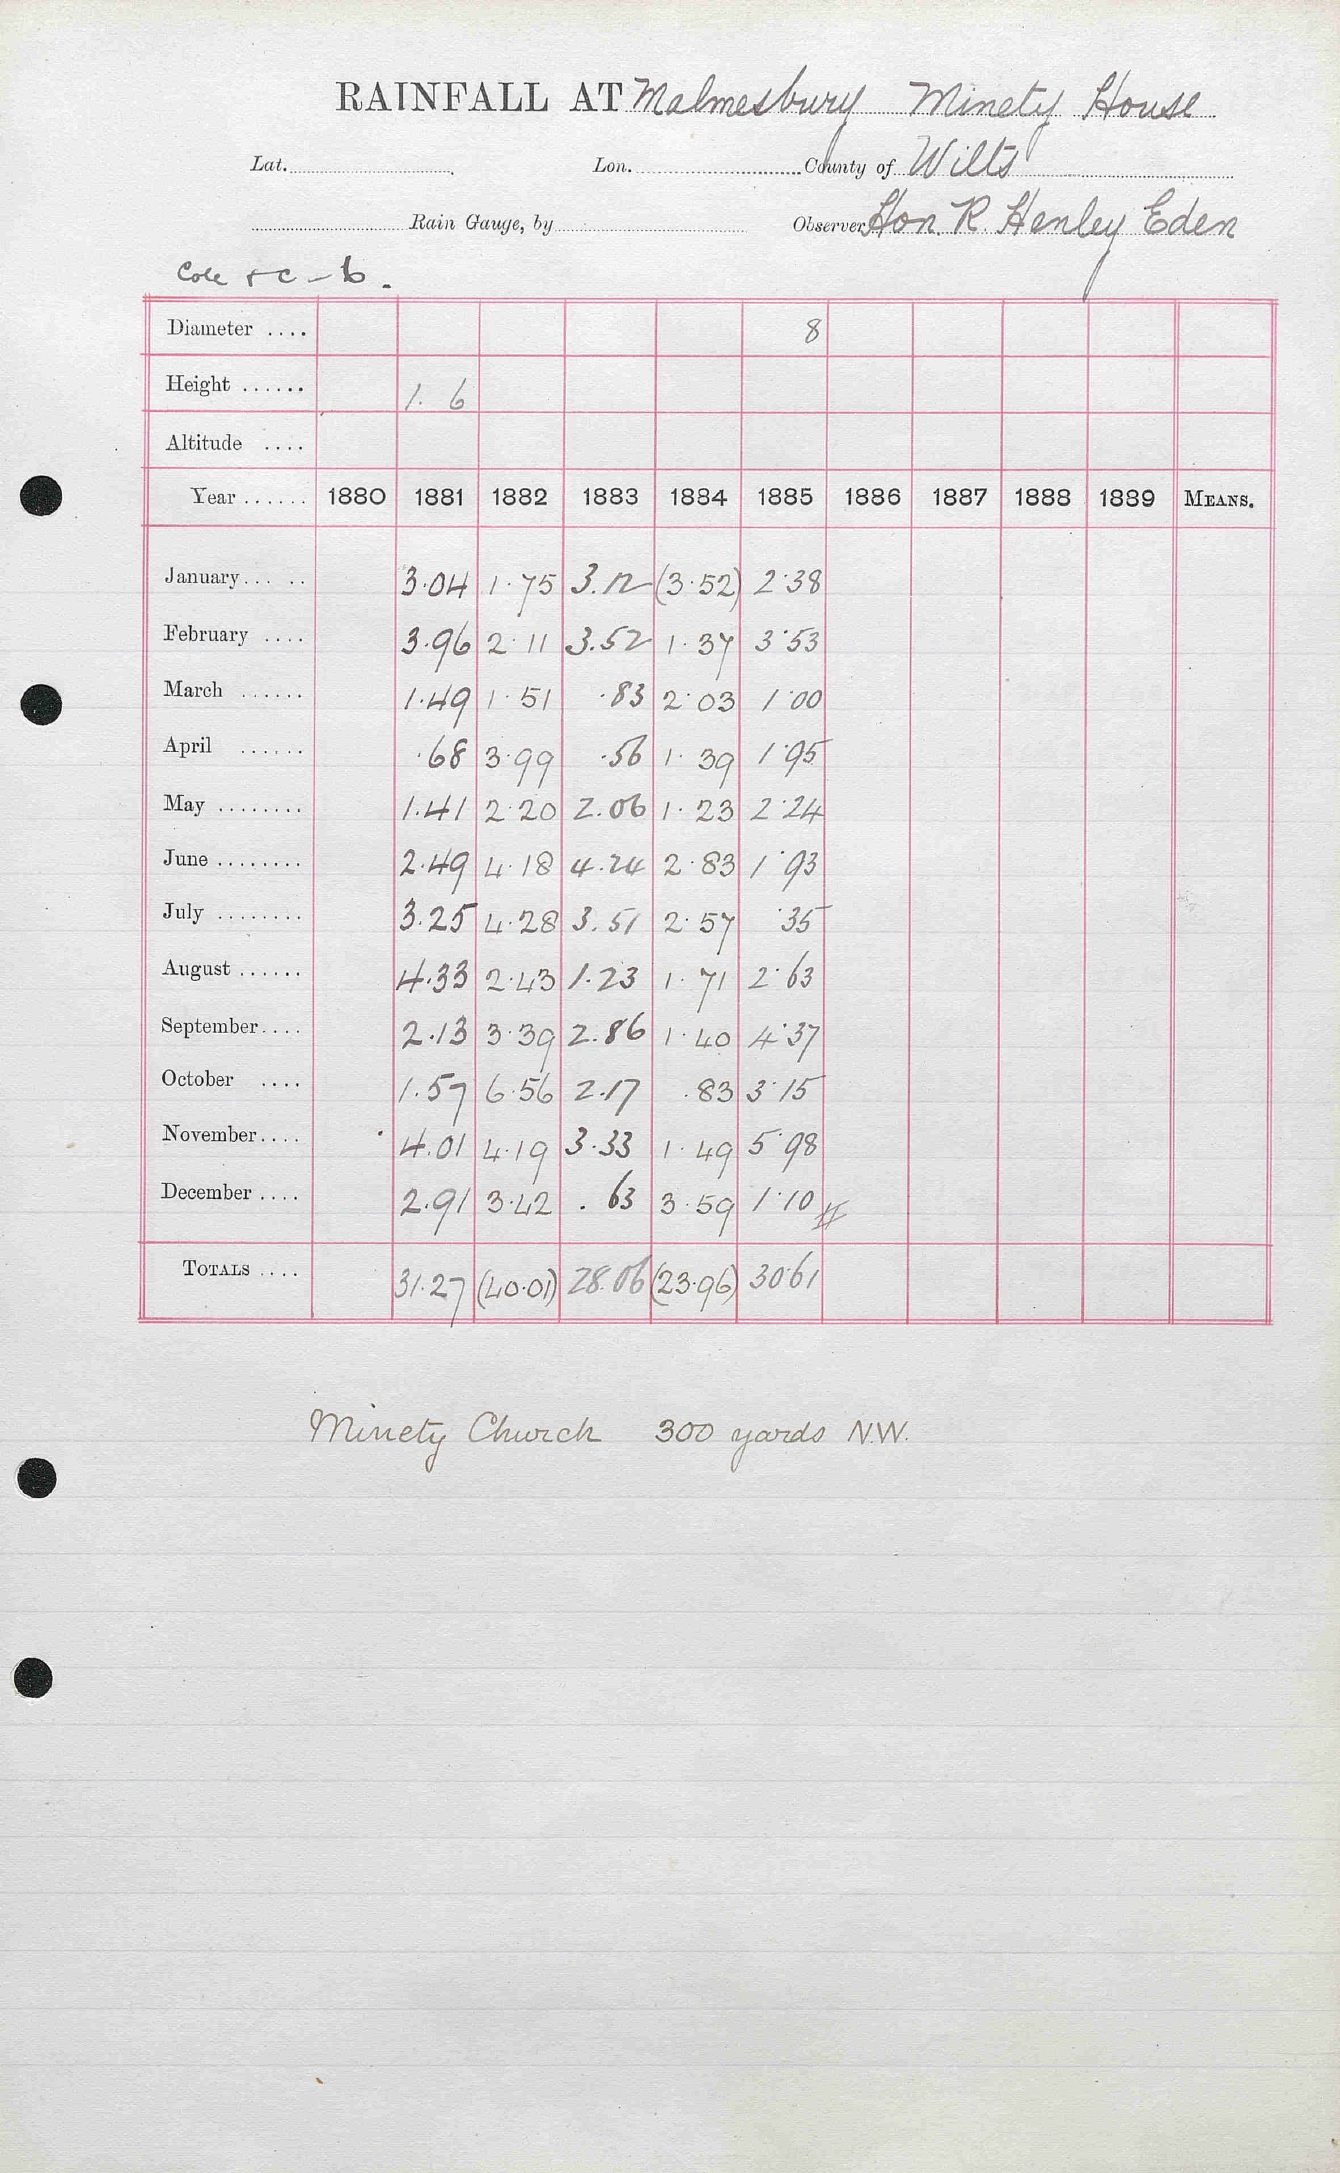 RAINFALL AT Malmesbury Minety House
Lat. Lon. County of Wilts
Rain Gauge, by Observer Hon. R. Henley Eden
Diameter .... 8
Height ...... 1. 6
Altitude ....
Year ...... 1880 1881 1882 1883 1884 1885 1886 1887 1888 1889 MEANS.
January... .. 3.04 1.75 3.12 (3.52) 2.38
February .... 3.96 2.11 3.52 1.37 3.53
March ...... 1.49 1.51 .83 2.03 1.00
April ...... .68 3.99 .56 1.39 1.95
May ........ 1.41 2.20 2.06 1.23 2.24
June ........ 2.49 4.18 4.24 2.83 1.93
July ........ 3.25 4.28 3.51 2.57 .35
August ...... 4.33 2.43 1.23 1.71 2.63
September.... 2.13 3.39 2.86 1.40 4.37
October .... 1.57 6.56 2.17 .83 3.15
November.... 4.01 4.19 3.33 1.49 5.98
December .... 2.91 3.42 .63 3.59 1.10
TOTALS .... 31.27 (40.01) 28.06 (23.96) 30.61
Minety Church 300 yards N.W.